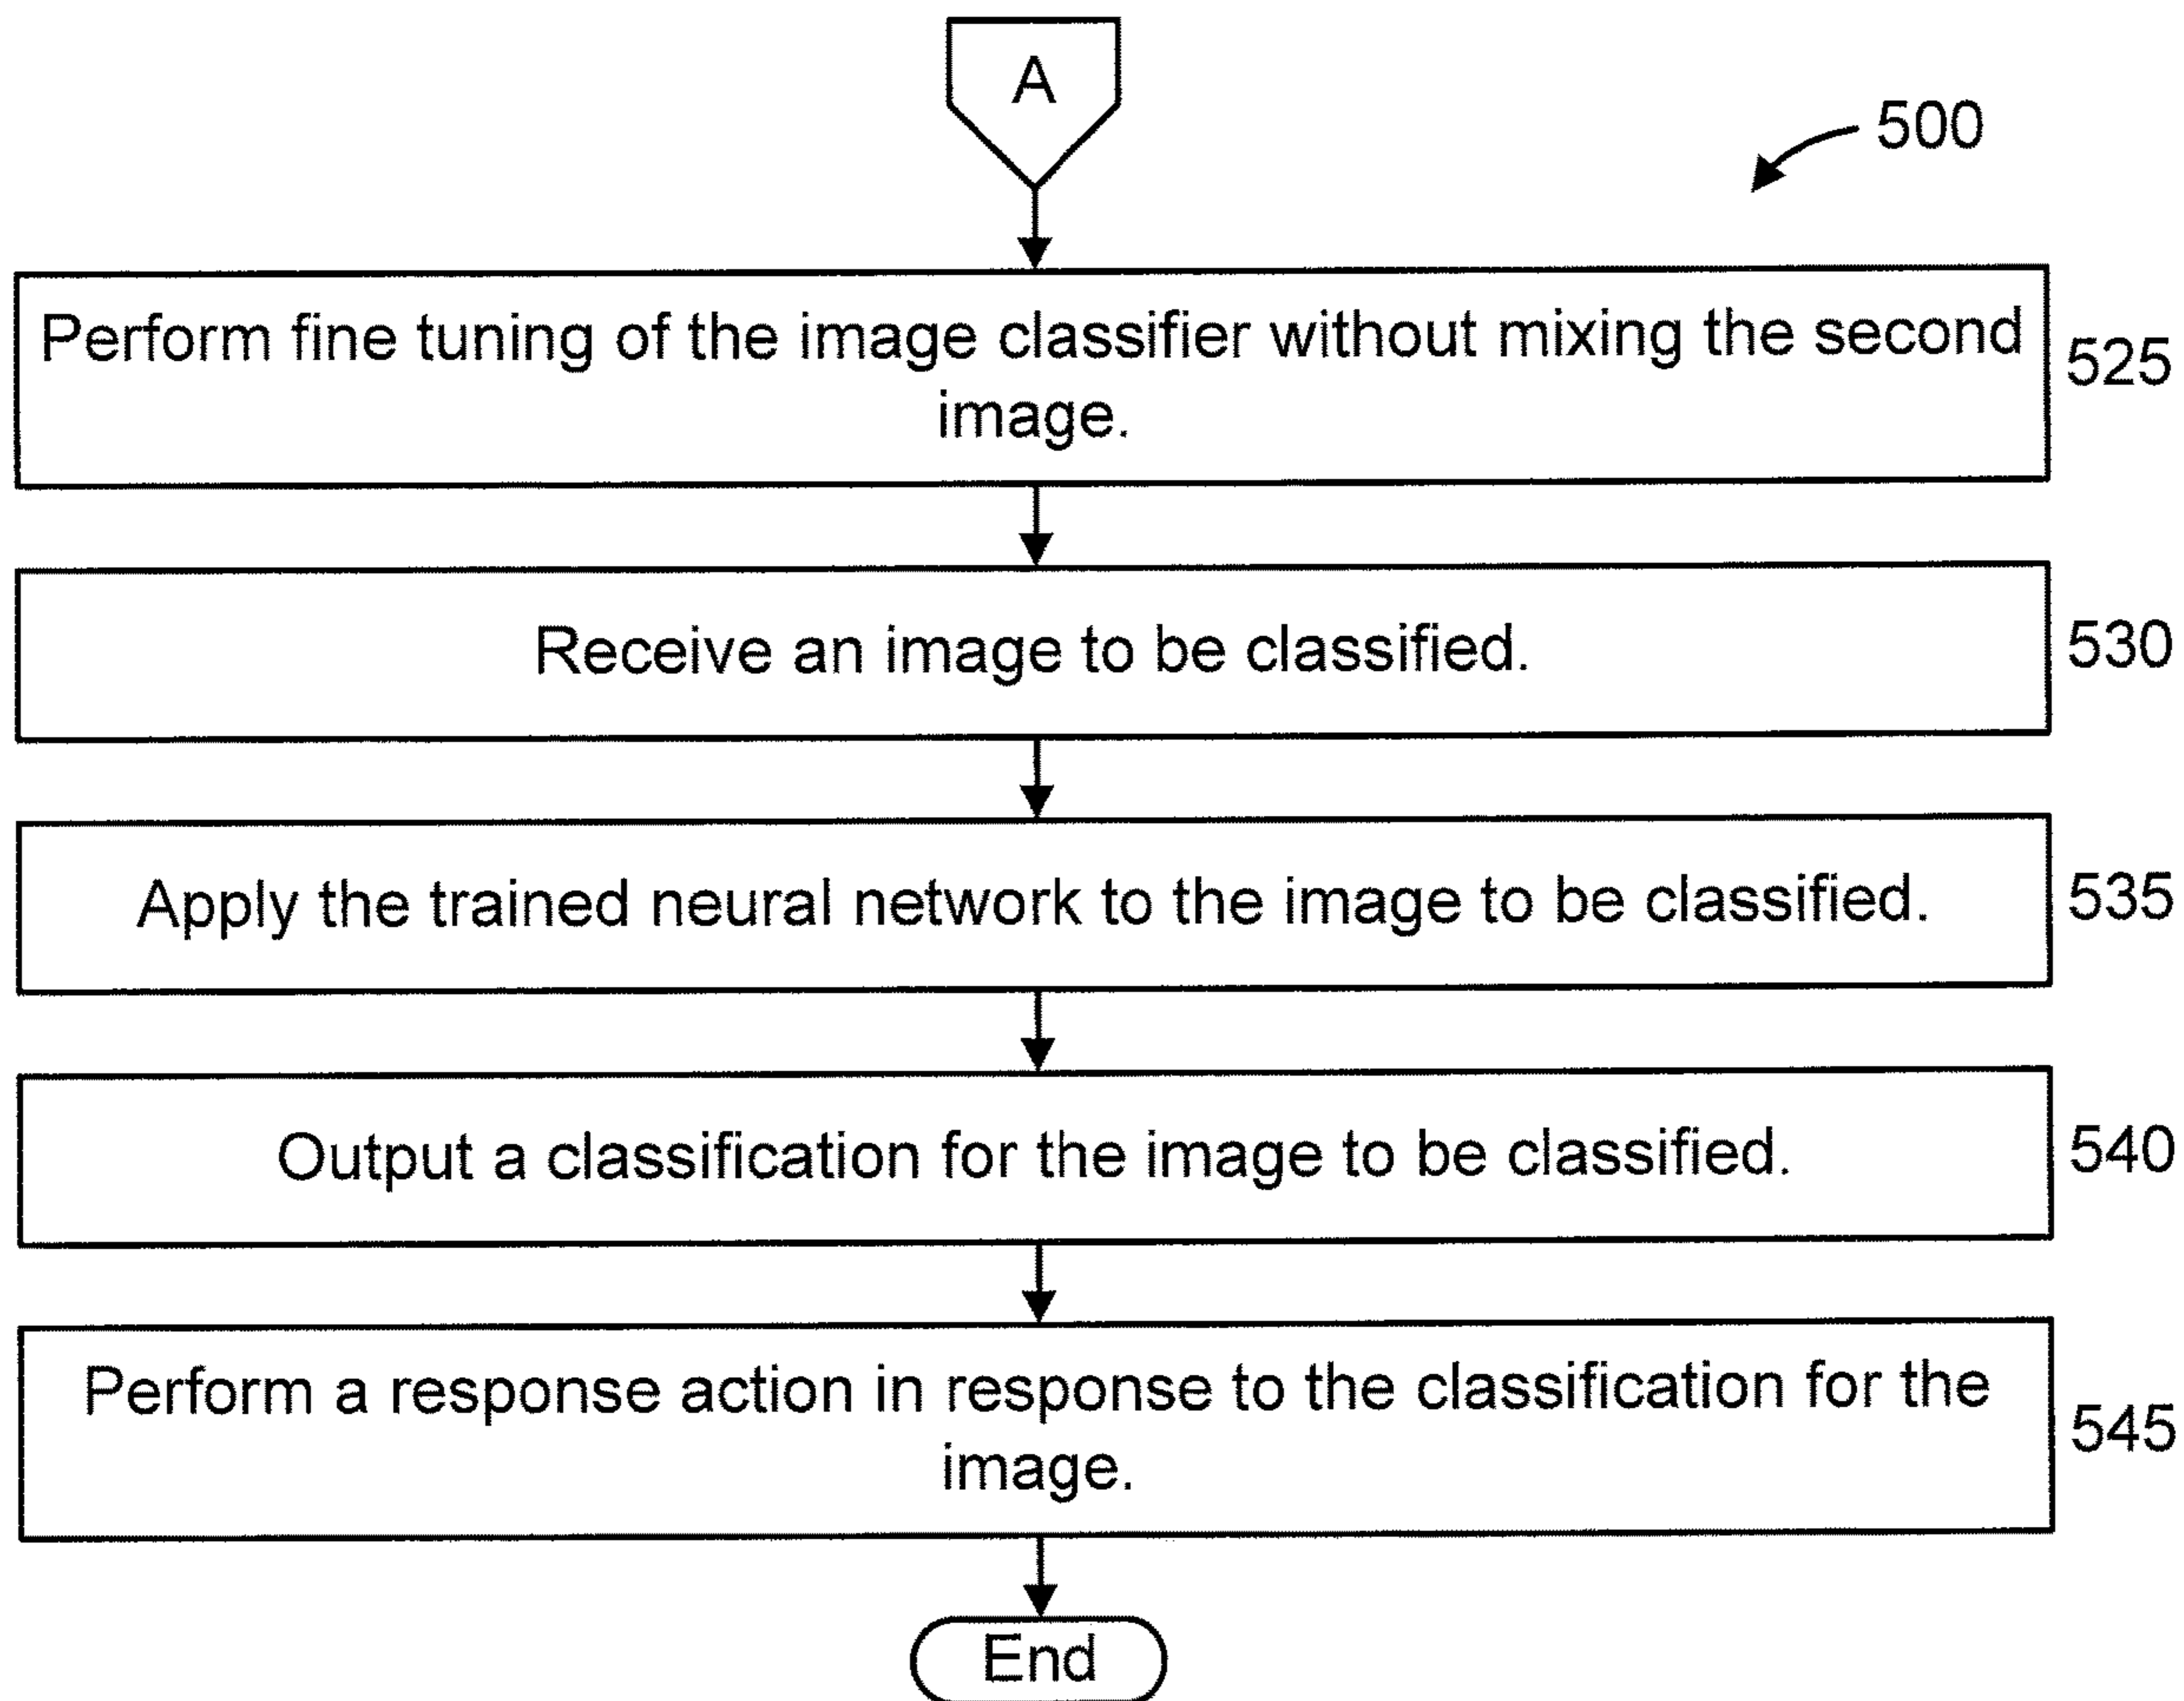 A
500
Perform fine tuning of the image classifier without mixing the second
image.
525
Receive an image to be classified.
530
Apply the trained neural network to the image to be classified.
535
Output a classification for the image to be classified.
540
Perform a response action in response to the classification for the
image.
545
End